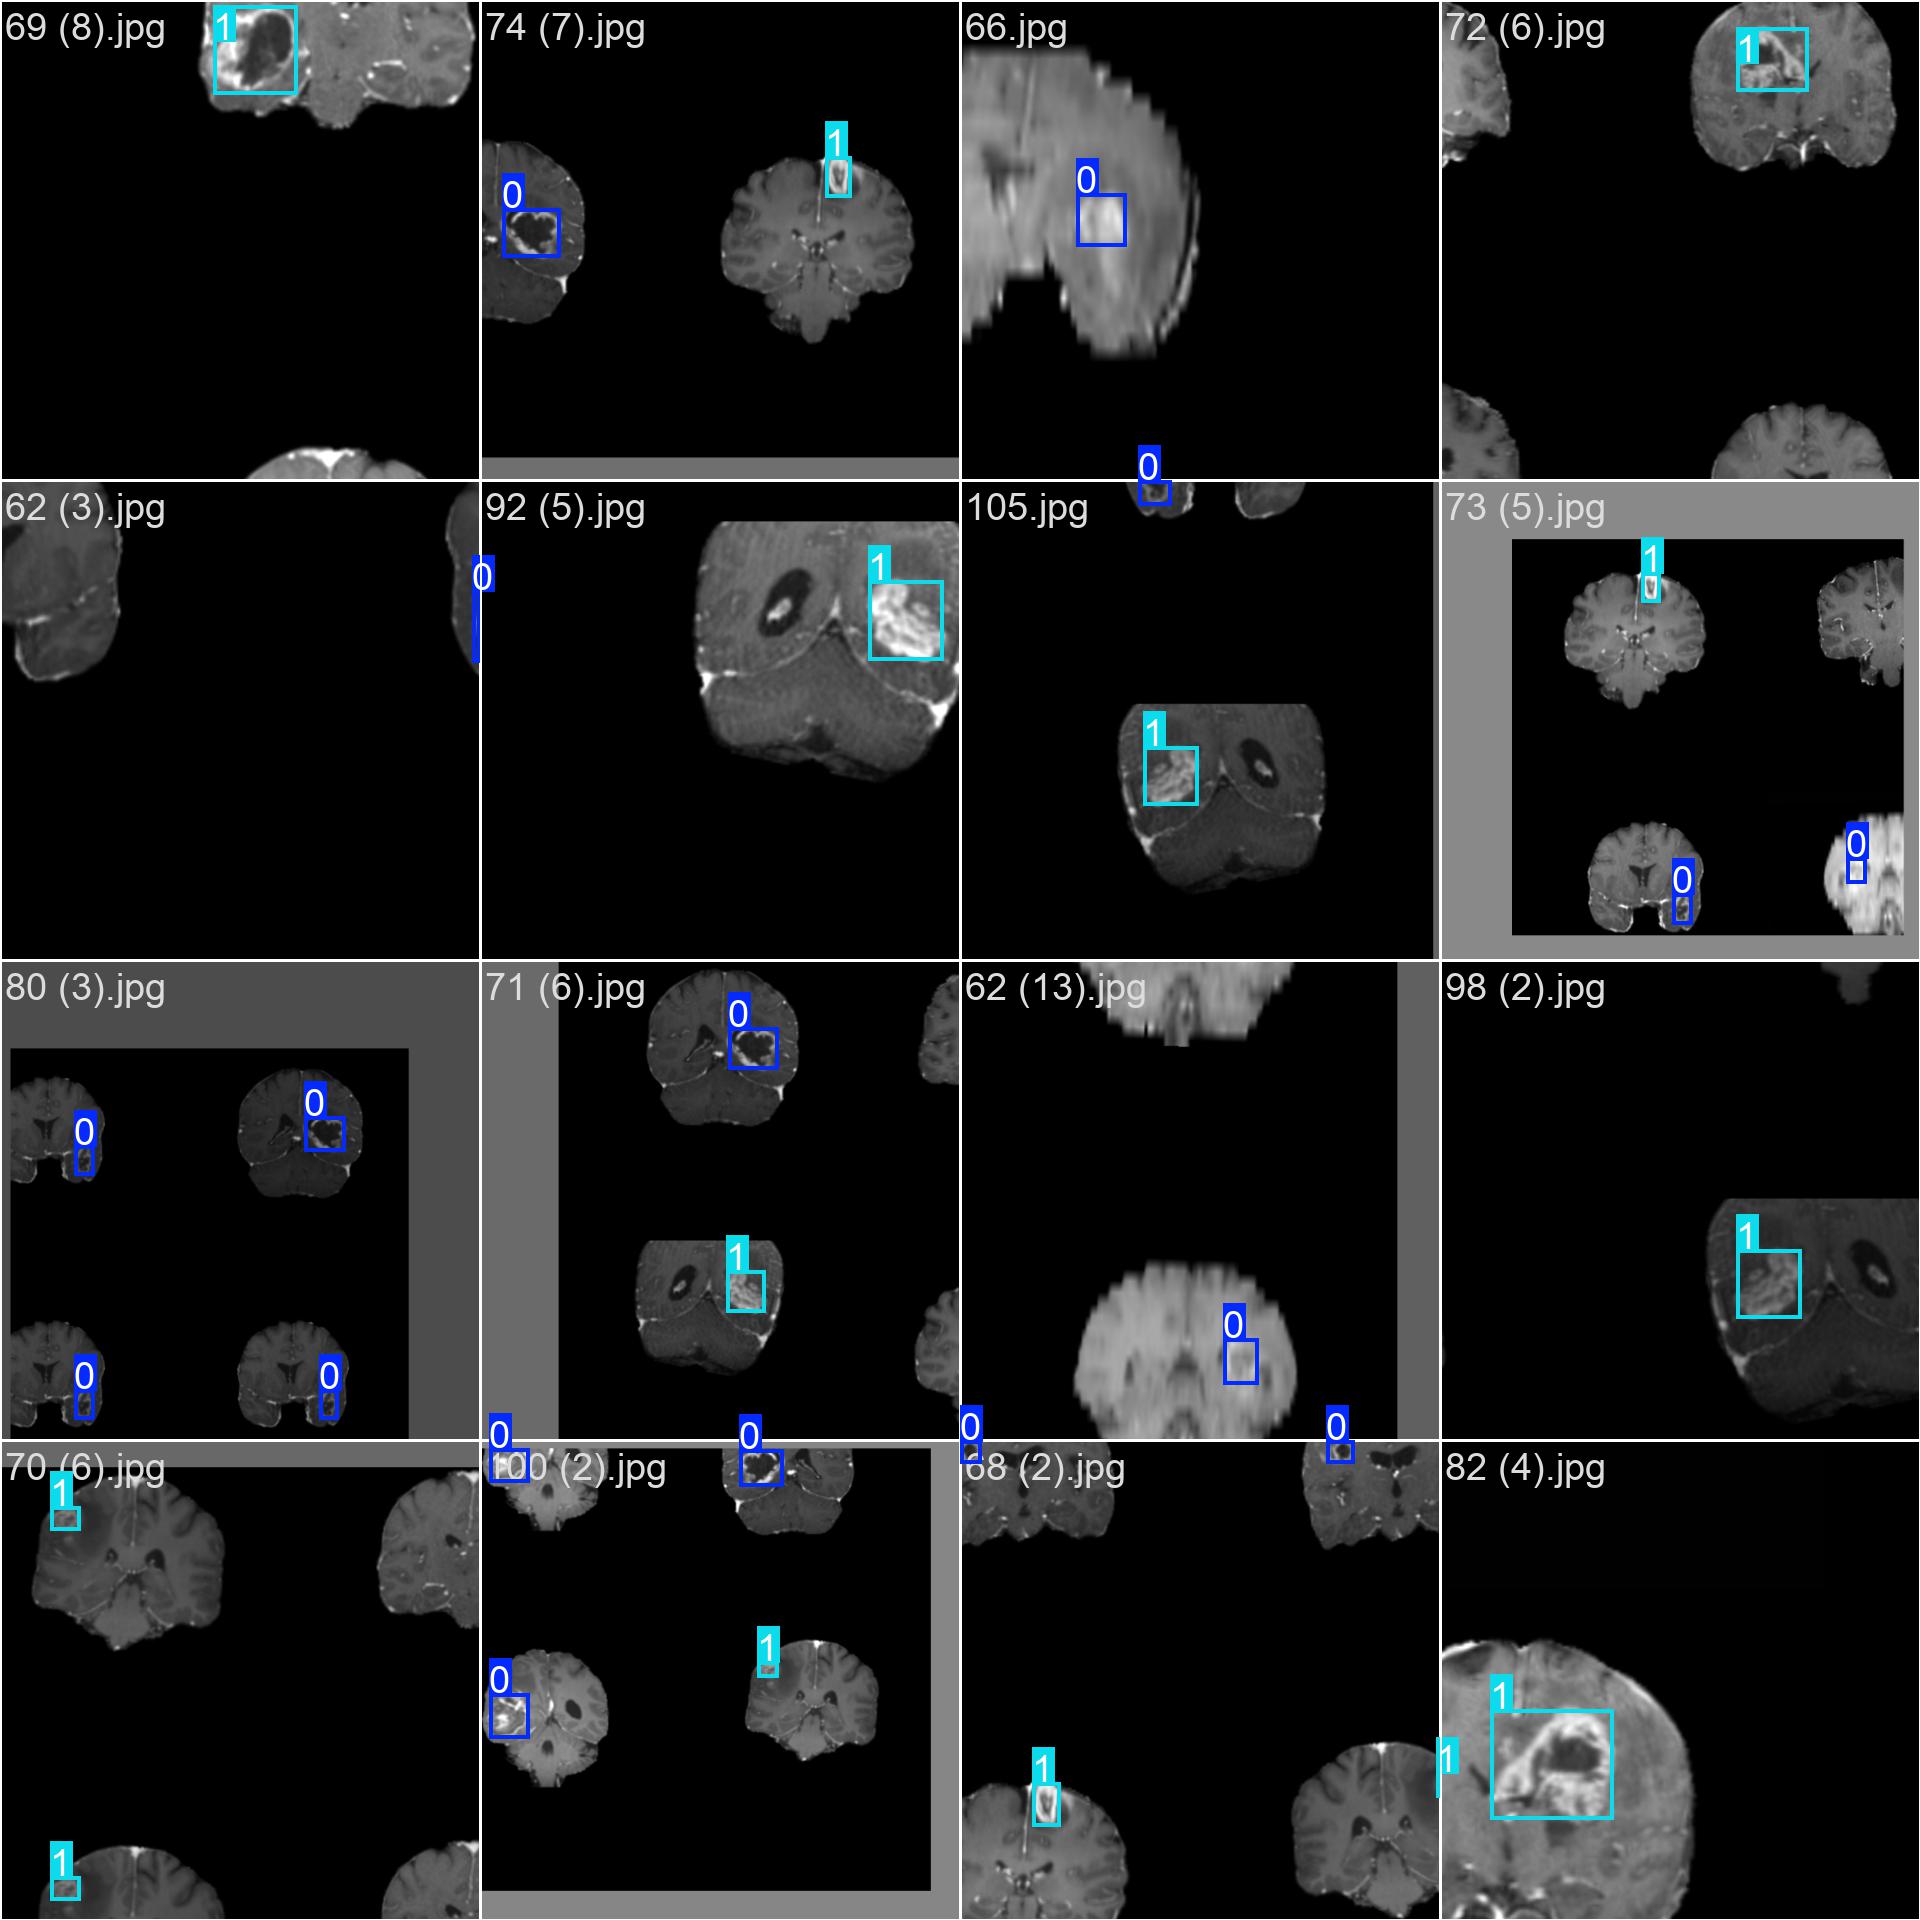 69 (8).jpg
1
74 (7).jpg
0
1
66.jpg
0
0
72 (6).jpg
1
62 (3).jpg
0
92 (5).jpg
1
105.jpg
1
73 (5).jpg
1
0
0
80 (3).jpg
0
0
0
0
71 (6).jpg
0
1
62 (13).jpg
0
98 (2).jpg
1
70 (6).jpg
1
1
100 (2).jpg
0
0
0
1
68 (2).jpg
0
0
1
82 (4).jpg
1
1